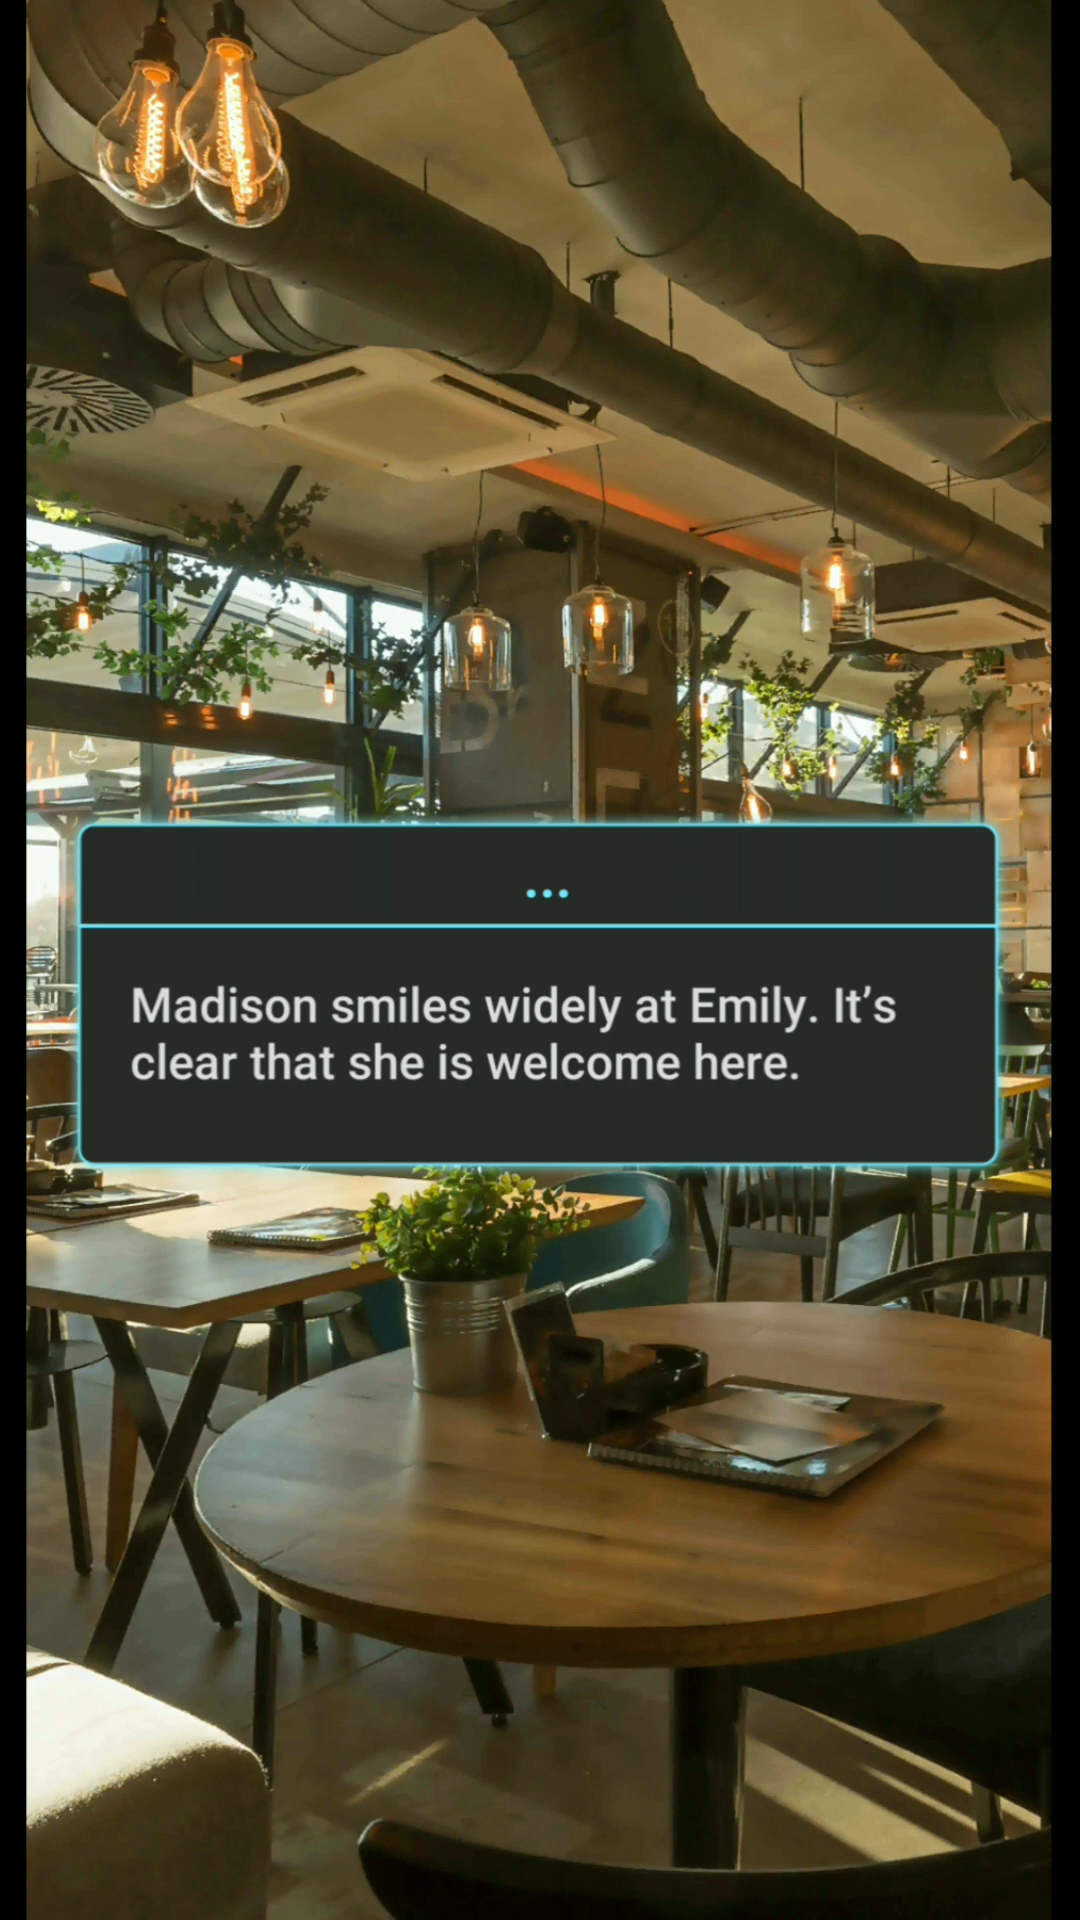 ...
Madison smiles widely at Emily. It’s
clear that she is welcome here.